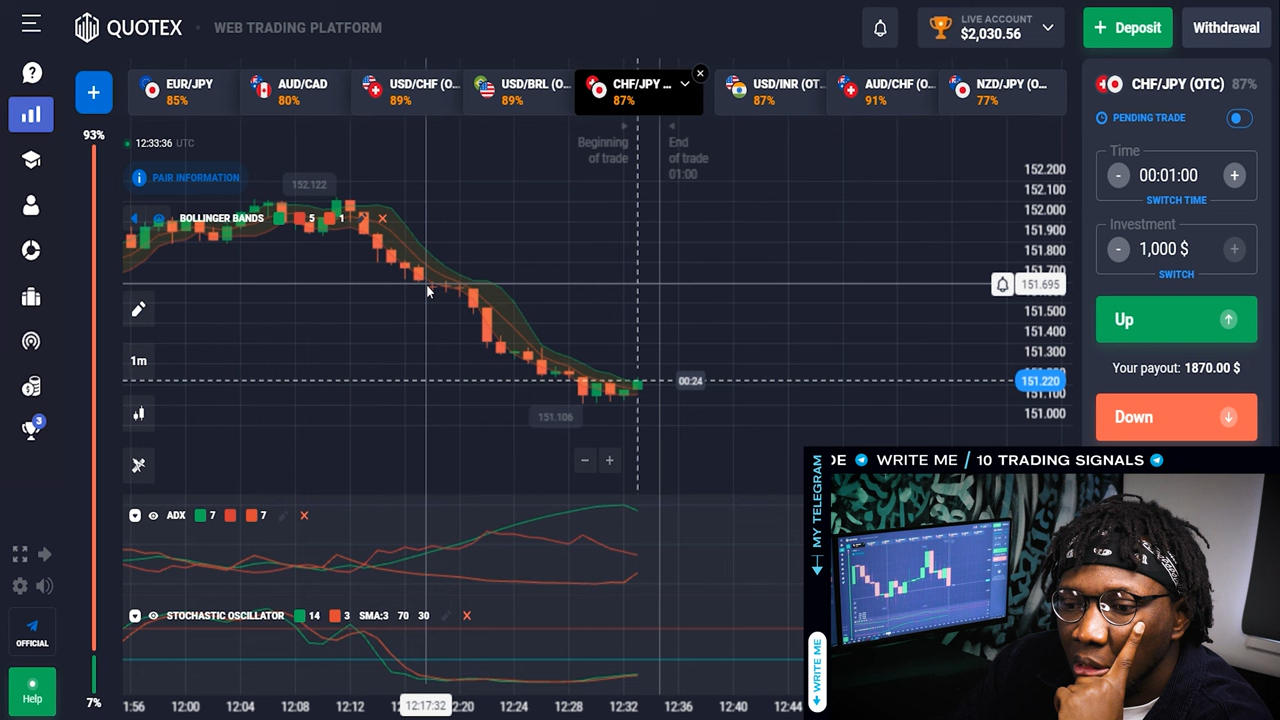 QUOTEX
WEB TRADING PLATFORM
LIVE ACCOUNT
$2,030.56
+ Deposit
Withdrawal
+
EUR/JPY
85%
AUD/CAD
80%
USD/CHF (O...
89%
USD/BRL (O...
89%
CHF/JPY ...
87%
USD/INR (OT...
87%
AUD/CHF (O...
91%
NZD/JPY (O...
77%
CHF/JPY (OTC) 87%
PENDING TRADE
Time
- 00:01:00 +
SWITCH TIME
Investment
- 1,000 $ +
SWITCH
Up
Your payout: 1870.00 $
Down
93%
7%
12:33:36 UTC
PAIR INFORMATION
152.122
BOLLINGER BANDS 5 1
Beginning
of trade
End
of trade
01:00
152.200
152.100
152.000
151.900
151.800
151.700
151.695
151.500
151.400
151.300
151.220
151.100
151.000
00:24
151.106
1m
- +
ADX 7 7
STOCHASTIC OSCILLATOR 14 3 SMA:3 70 30
1:56 12:00 12:04 12:08 12:12 12:17:32 2:20 12:24 12:28 12:32 12:36 12:40 12:44
3
OFFICIAL
Help
DE WRITE ME / 10 TRADING SIGNALS
MY TELEGRAM
WRITE ME